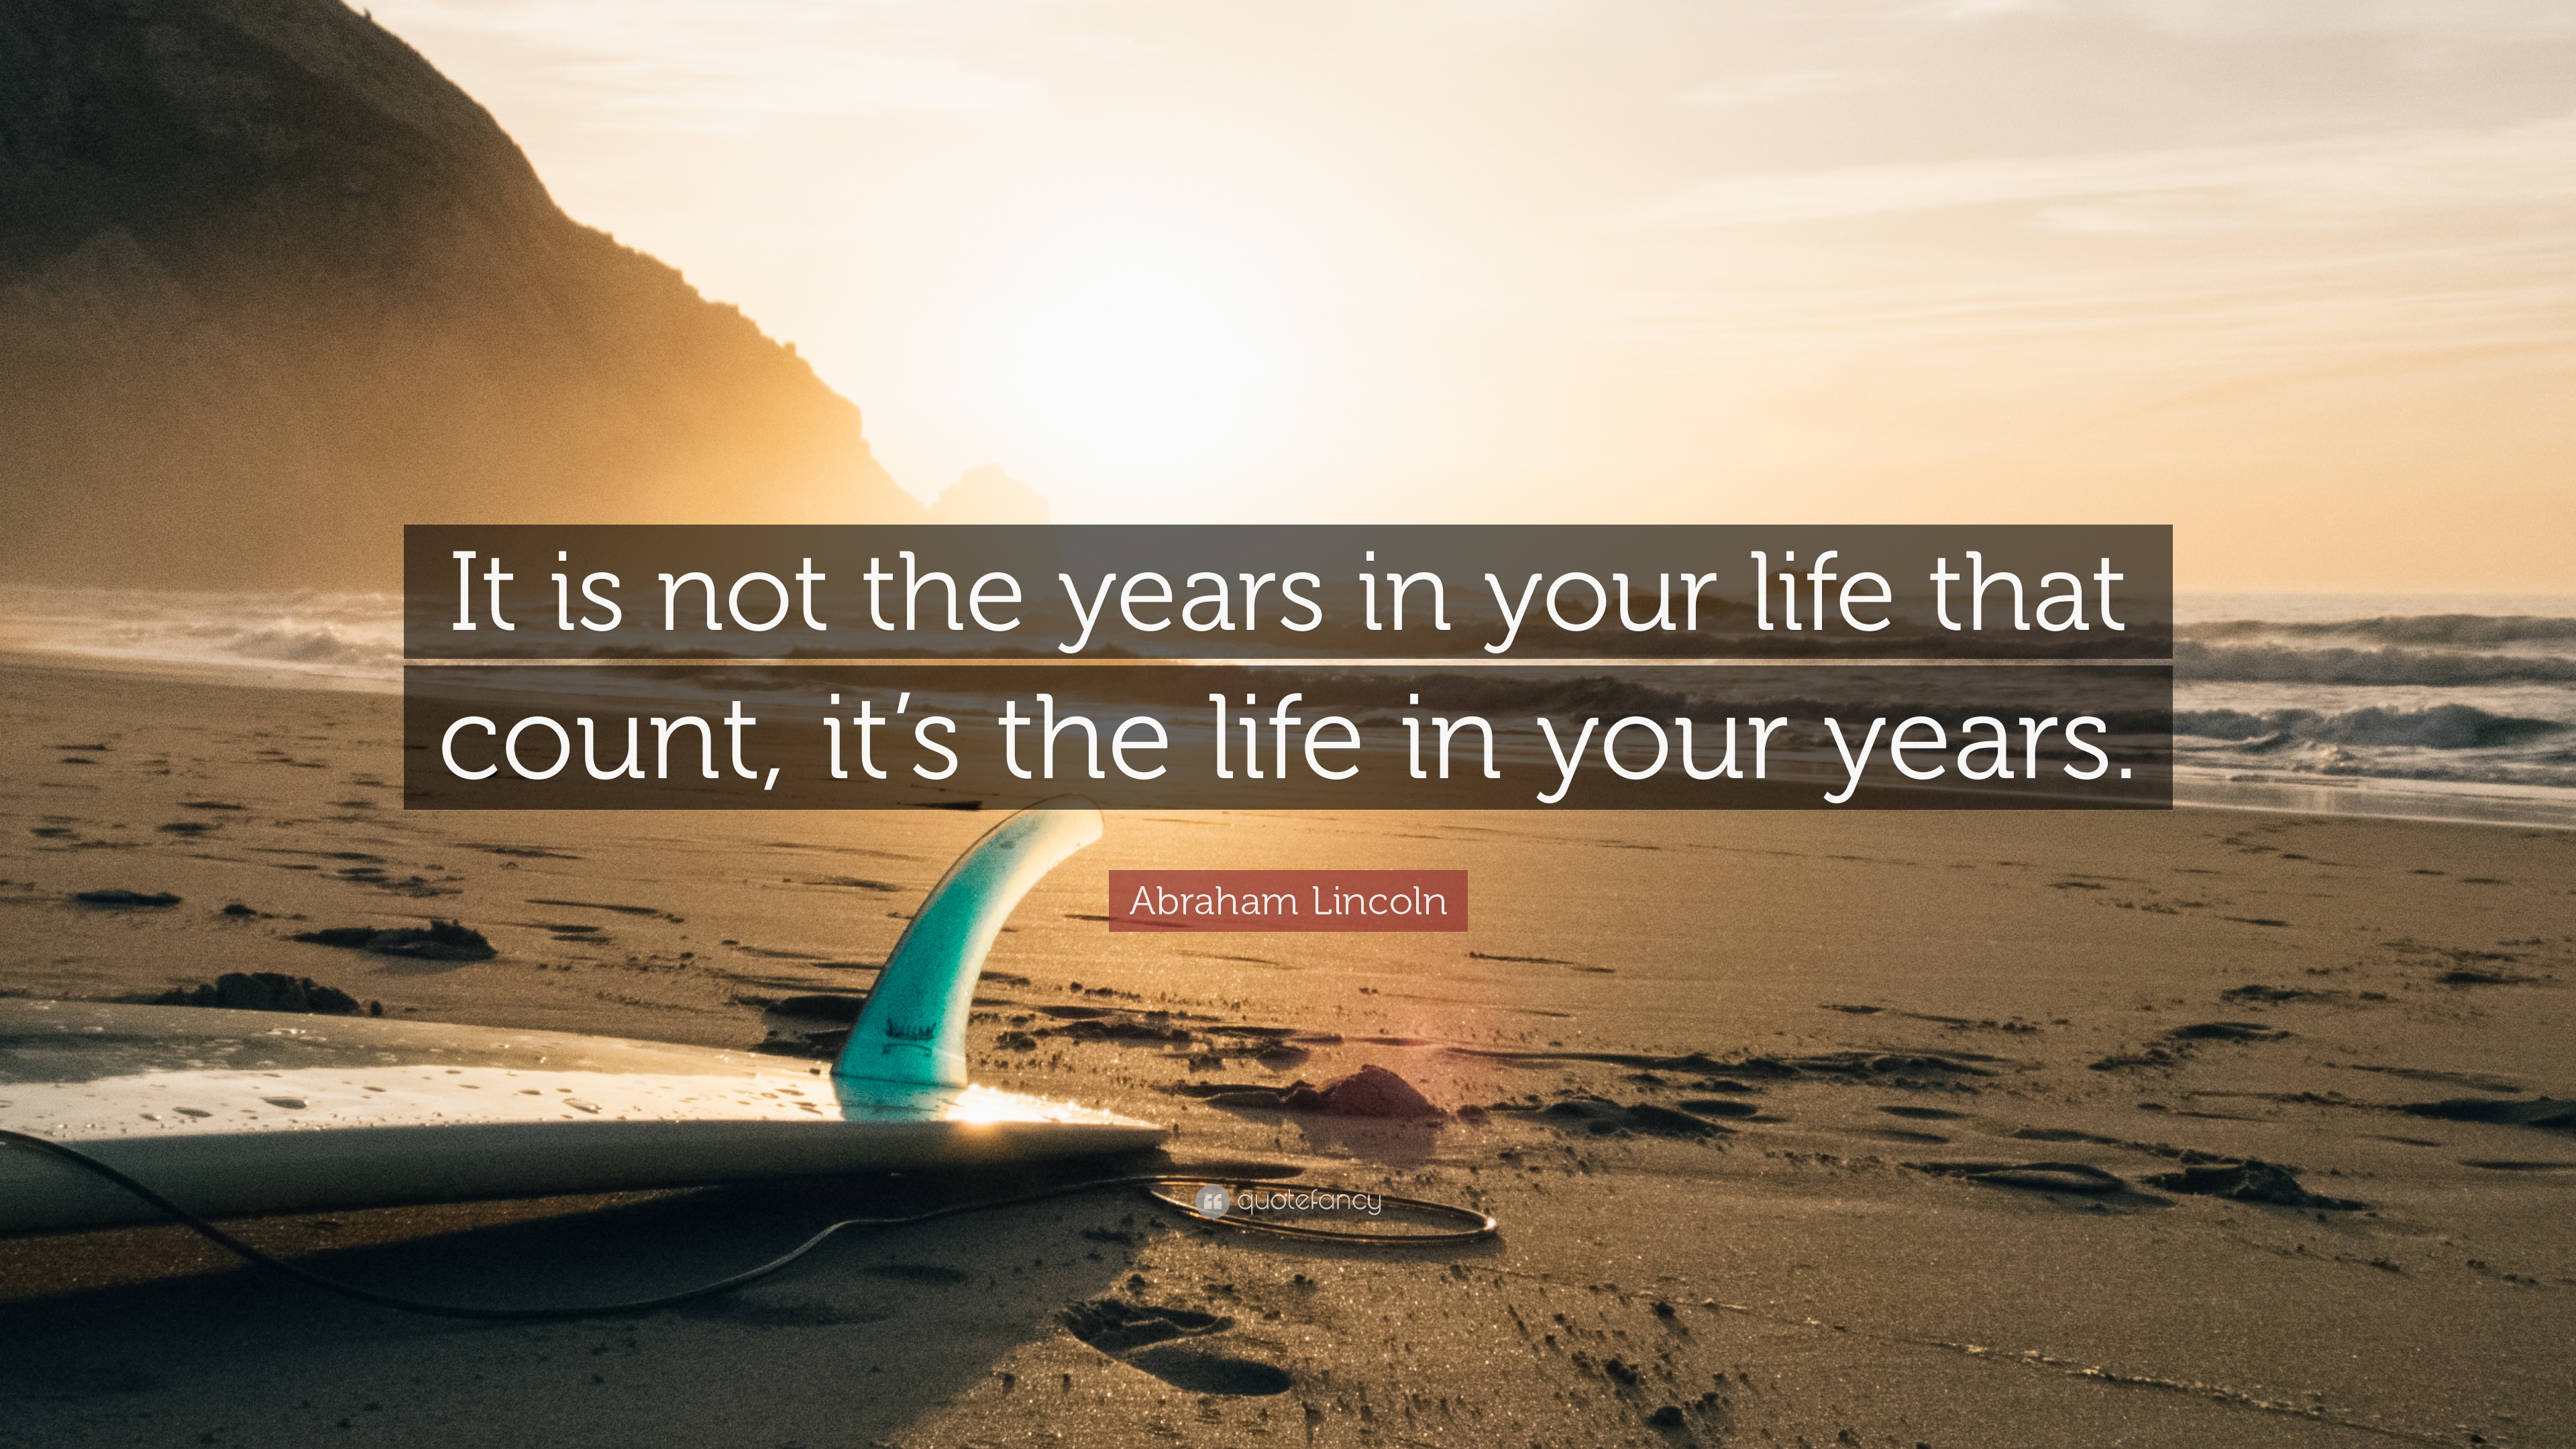 It is not the years in your life that
count, it’s the life in your years.
Abraham Lincoln
quotefancy